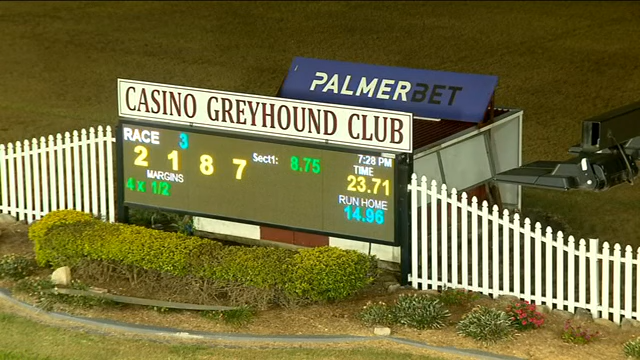 PALMERBET
CASINO GREYHOUND CLUB
RACE 3
2 1 8 7
MARGINS
4 x 1/2
Sect1: 8.75
7:28 PM
TIME
23.71
RUN HOME
14.96